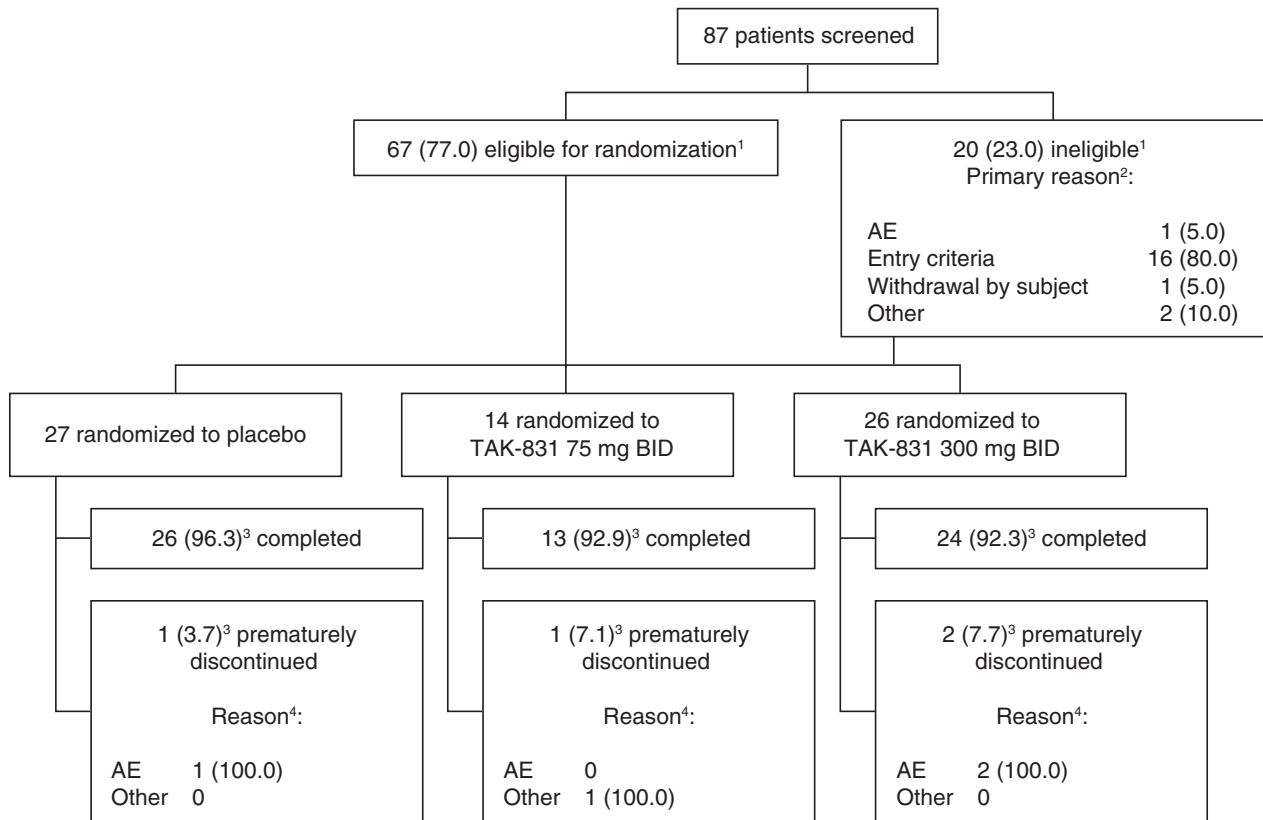 87 patients screened
67 (77.0) eligible for randomization¹
20 (23.0) ineligible¹
Primary reason²:
AE 1 (5.0)
Entry criteria 16 (80.0)
Withdrawal by subject 1 (5.0)
Other 2 (10.0)
27 randomized to placebo
14 randomized to
TAK-831 75 mg BID
26 randomized to
TAK-831 300 mg BID
26 (96.3)³ completed
13 (92.9)³ completed
24 (92.3)³ completed
1 (3.7)³ prematurely
discontinued
Reason⁴:
AE 1 (100.0)
Other 0
1 (7.1)³ prematurely
discontinued
Reason⁴:
AE 0
Other 1 (100.0)
2 (7.7)³ prematurely
discontinued
Reason⁴:
AE 2 (100.0)
Other 0